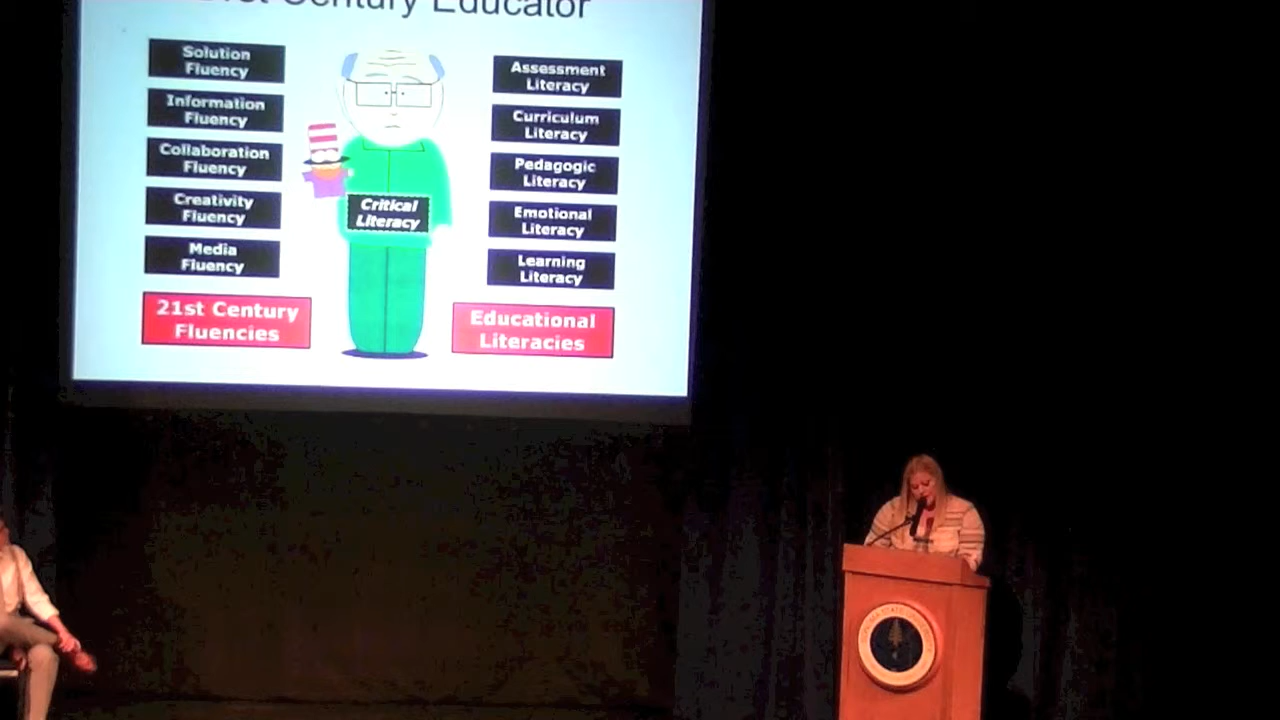 21st Century Educator
Solution
Fluency
Information
Fluency
Collaboration
Fluency
Creativity
Fluency
Media
Fluency
21st Century
Fluencies
Critical
Literacy
Assessment
Literacy
Curriculum
Literacy
Pedagogic
Literacy
Emotional
Literacy
Learning
Literacy
Educational
Literacies